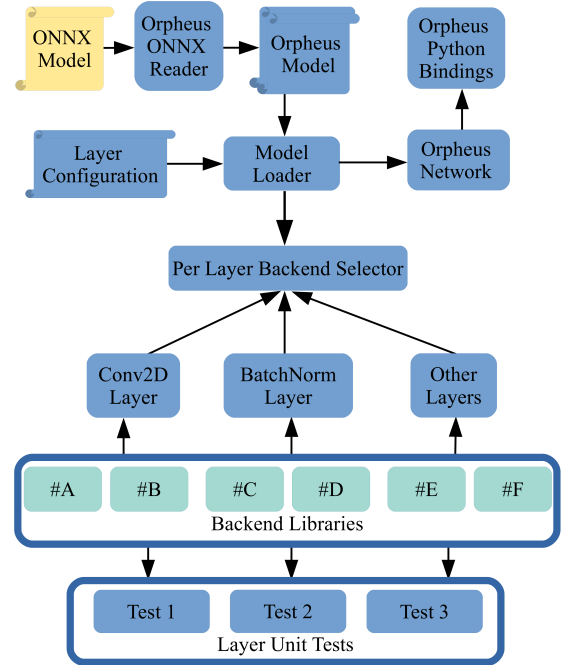 ONNX
Model
Orpheus
ONNX
Reader
Orpheus
Model
Orpheus
Python
Bindings
Layer
Configuration
Model
Loader
Orpheus
Network
Per Layer Backend Selector
Conv2D
Layer
BatchNorm
Layer
Other
Layers
#A #B #C #D #E #F
Backend Libraries
Test 1 Test 2 Test 3
Layer Unit Tests